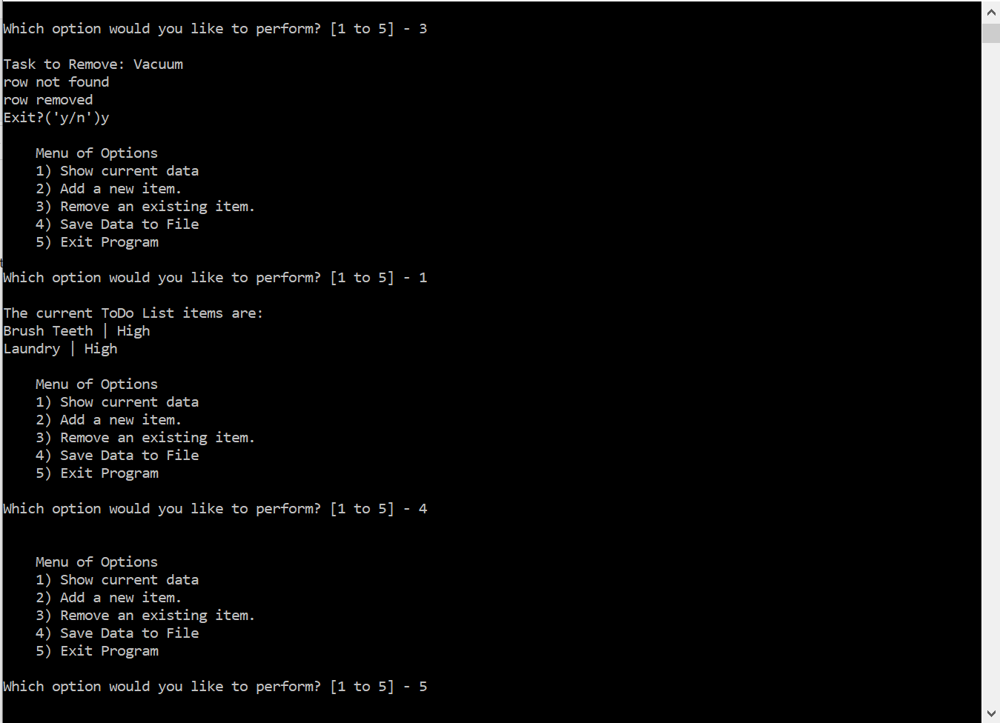 Which option would you like to perform? [1 to 5] - 3
Task to Remove: Vacuum
row not found
row removed
Exit?('y/n')y
Menu of Options
1) Show current data
2) Add a new item.
3) Remove an existing item.
4) Save Data to File
5) Exit Program
Which option would you like to perform? [1 to 5] - 1
The current ToDo List items are:
Brush Teeth | High
Laundry | High
Menu of Options
1) Show current data
2) Add a new item.
3) Remove an existing item.
4) Save Data to File
5) Exit Program
Which option would you like to perform? [1 to 5] - 4
Menu of Options
1) Show current data
2) Add a new item.
3) Remove an existing item.
4) Save Data to File
5) Exit Program
Which option would you like to perform? [1 to 5] - 5